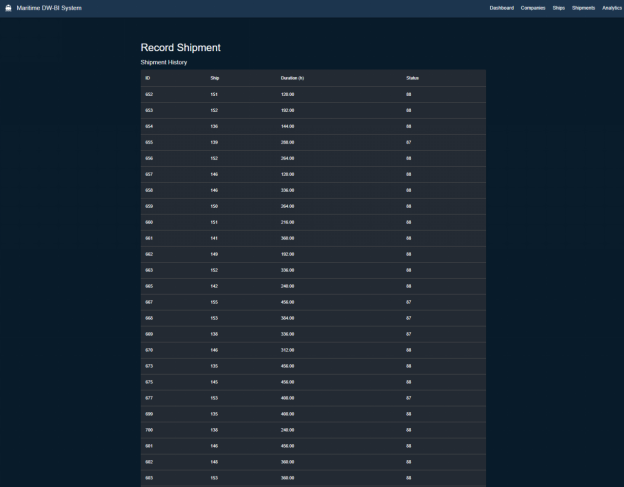 Maritime DW-BI System Dashboard Companies Ships Shipments Analytics
Record Shipment
Shipment History
ID Ship Duration (h) Status
652 151 120.00 88
653 152 192.00 88
654 136 144.00 88
655 139 288.00 87
656 152 264.00 88
657 146 120.00 88
658 146 336.00 88
659 150 264.00 88
660 151 216.00 88
661 141 360.00 88
662 149 192.00 88
663 152 336.00 88
665 142 240.00 88
667 155 456.00 87
668 153 384.00 87
669 138 336.00 87
670 140 312.00 88
673 135 456.00 88
675 145 456.00 88
677 153 408.00 87
699 135 408.00 88
700 138 240.00 88
681 140 456.00 88
682 148 360.00 88
683 153 360.00 88